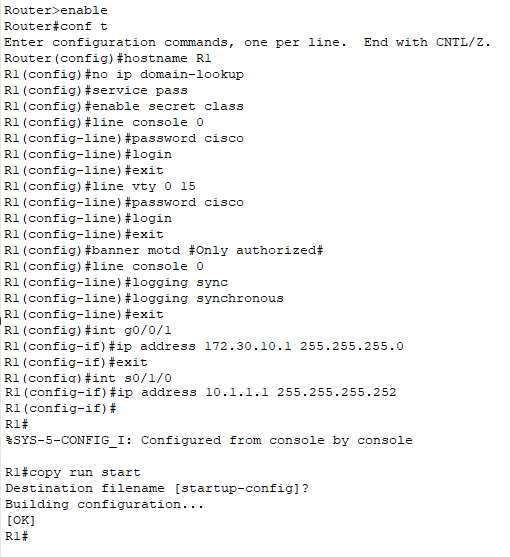 Router>enable
Router#conf t
Enter configuration commands, one per line.  End with CNTL/Z.
Router(config)#hostname R1
R1(config)#no ip domain-lookup
R1(config)#service pass
R1(config)#enable secret class
R1(config)#line console 0
R1(config-line)#password cisco
R1(config-line)#login
R1(config-line)#exit
R1(config)#line vty 0 15
R1(config-line)#password cisco
R1(config-line)#login
R1(config-line)#exit
R1(config)#banner motd #Only authorized#
R1(config)#line console 0
R1(config-line)#logging sync
R1(config-line)#logging synchronous
R1(config-line)#exit
R1(config)#int g0/0/1
R1(config-if)#ip address 172.30.10.1 255.255.255.0
R1(config-if)#exit
R1(config)#int s0/1/0
R1(config-if)#ip address 10.1.1.1 255.255.255.252
R1(config-if)#
R1#
%SYS-5-CONFIG_I: Configured from console by console
R1#copy run start
Destination filename [startup-config]?
Building configuration...
[OK]
R1#